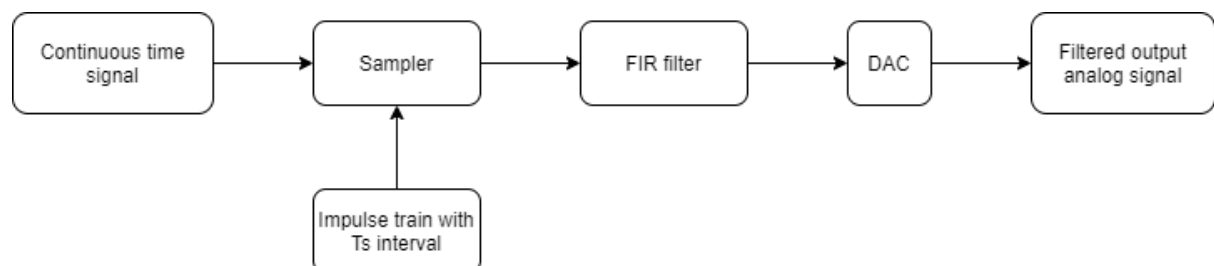 Continuous time
signal
Sampler
FIR filter
DAC
Filtered output
analog signal
Impulse train with
Ts interval